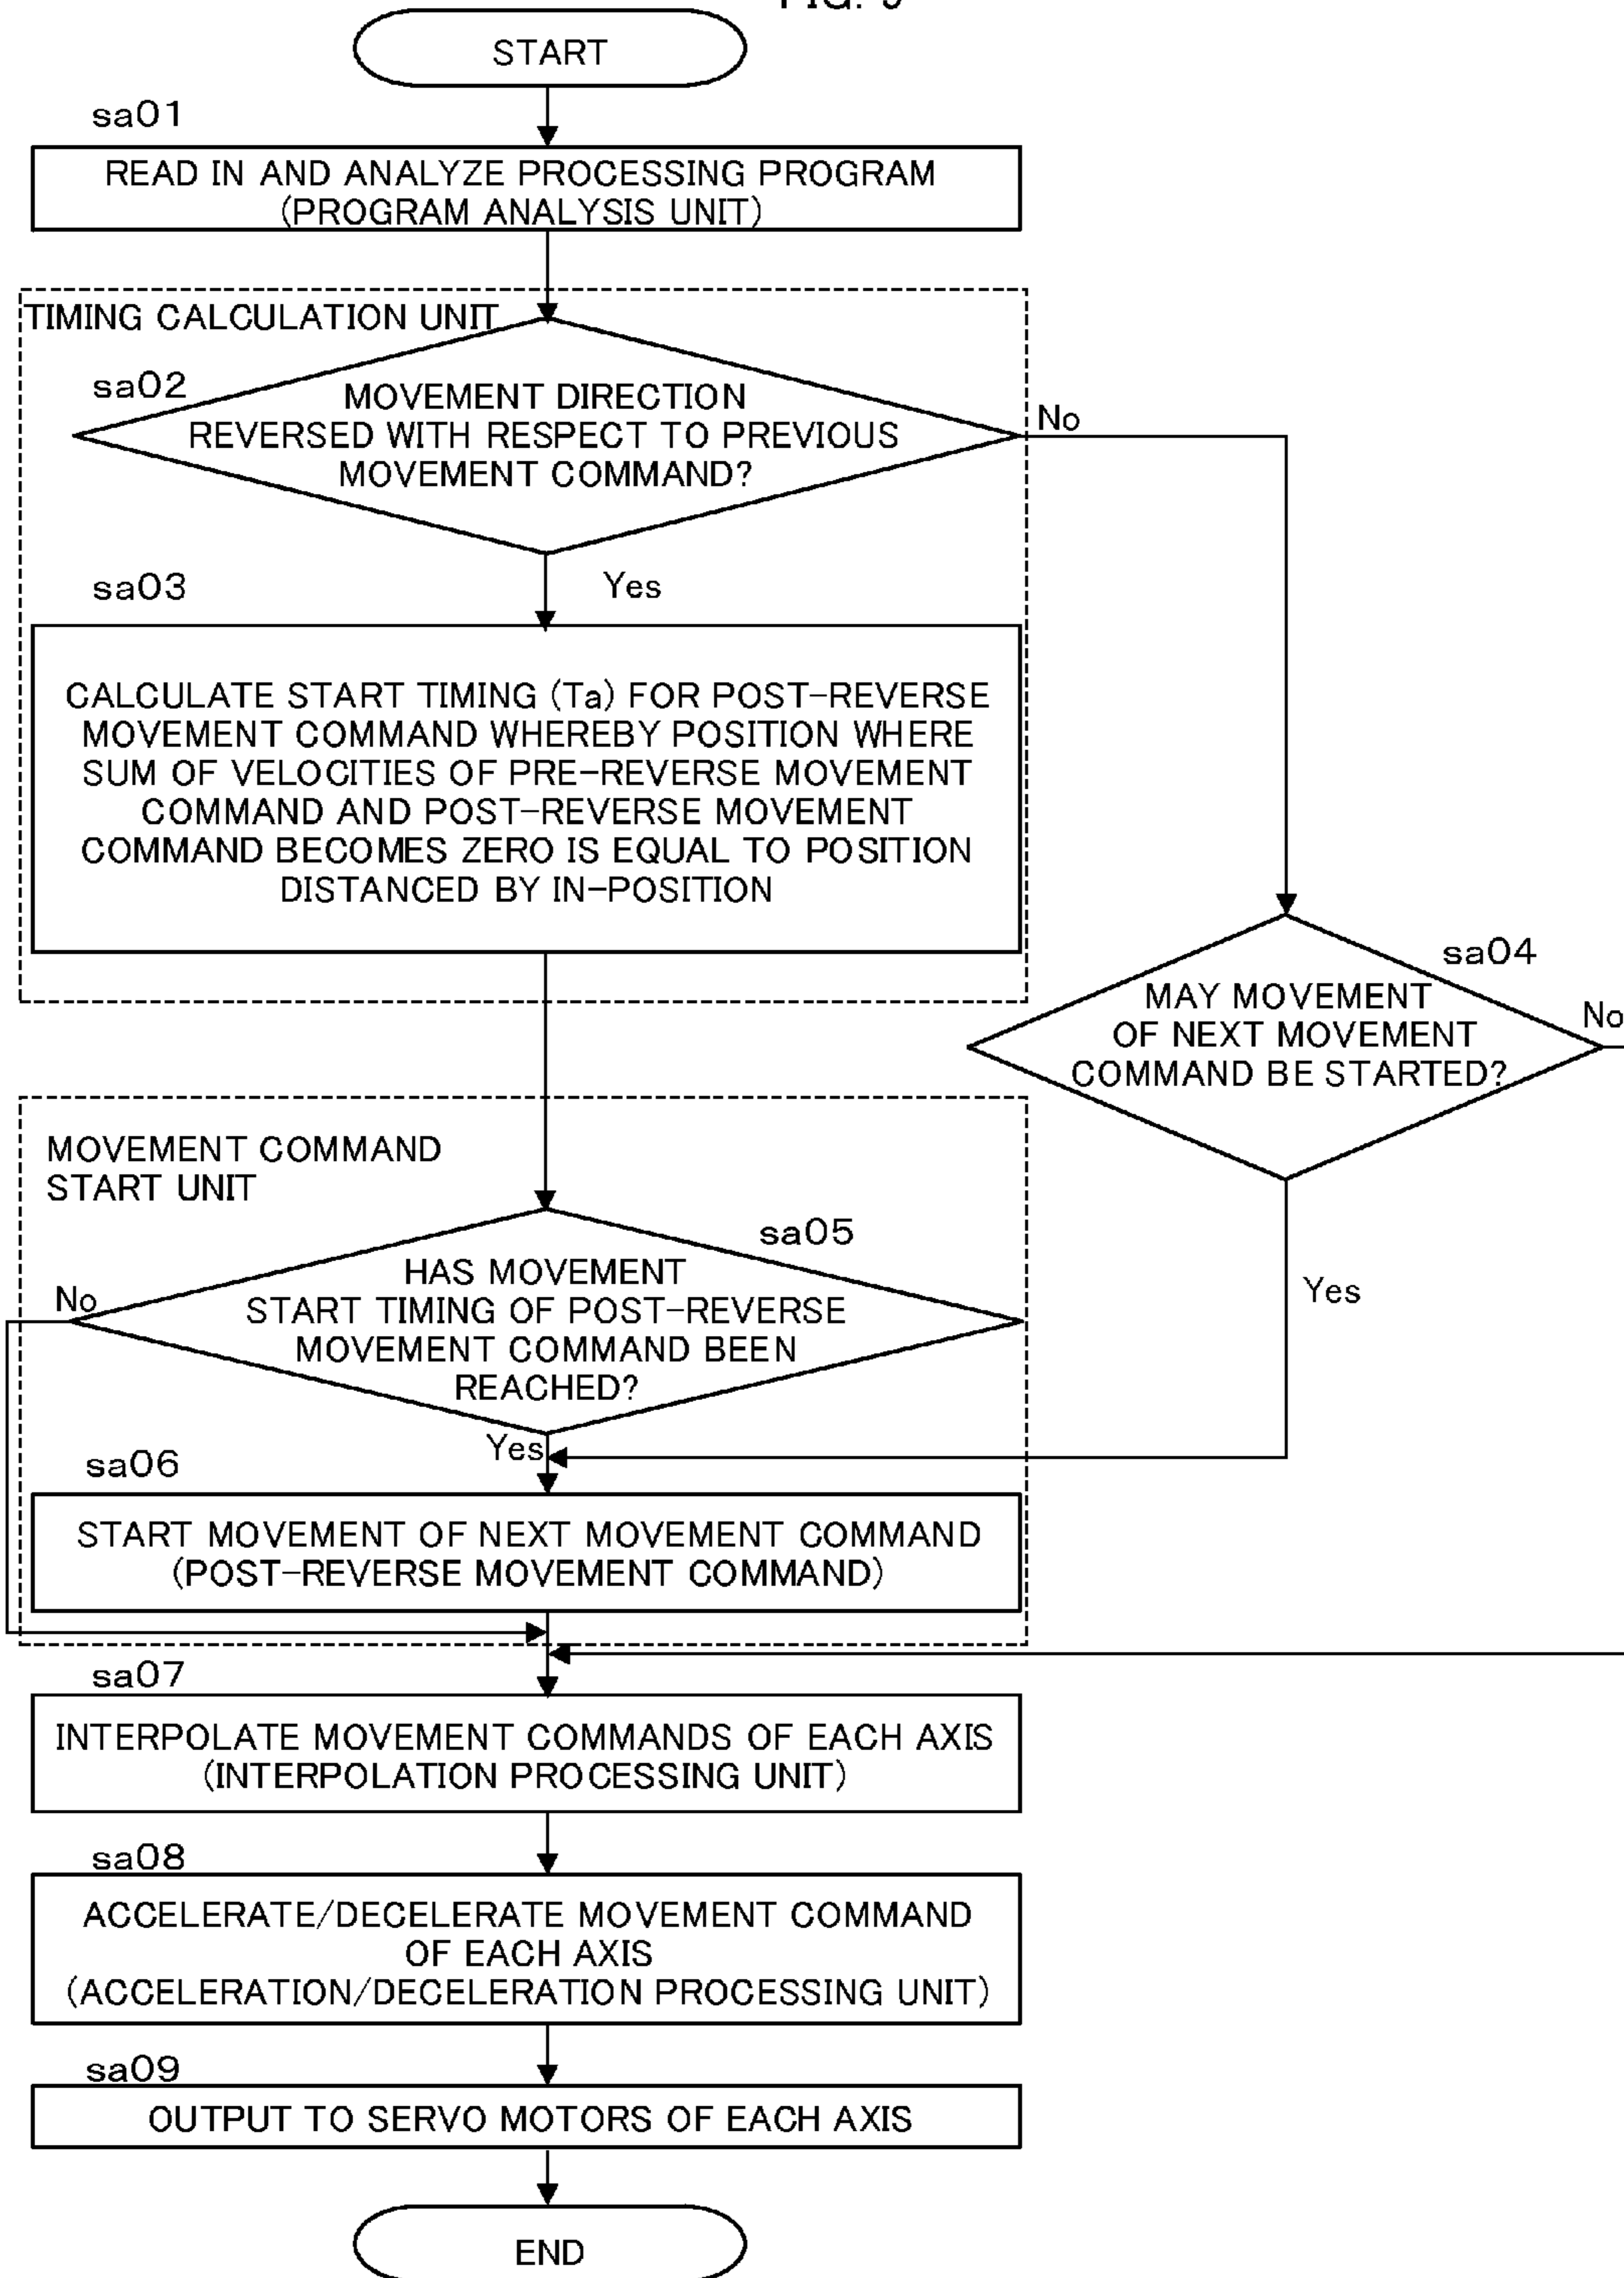 START
sa01
READ IN AND ANALYZE PROCESSING PROGRAM
(PROGRAM ANALYSIS UNIT)
TIMING CALCULATION UNIT
sa02
MOVEMENT DIRECTION
REVERSED WITH RESPECT TO PREVIOUS
MOVEMENT COMMAND?
No
sa03
Yes
CALCULATE START TIMING (Ta) FOR POST-REVERSE
MOVEMENT COMMAND WHEREBY POSITION WHERE
SUM OF VELOCITIES OF PRE-REVERSE MOVEMENT
COMMAND AND POST-REVERSE MOVEMENT
COMMAND BECOMES ZERO IS EQUAL TO POSITION
DISTANCED BY IN-POSITION
sa04
MAY MOVEMENT
OF NEXT MOVEMENT
COMMAND BE STARTED?
No
Yes
MOVEMENT COMMAND
START UNIT
sa05
HAS MOVEMENT
START TIMING OF POST-REVERSE
MOVEMENT COMMAND BEEN
REACHED?
No
Yes
sa06
START MOVEMENT OF NEXT MOVEMENT COMMAND
(POST-REVERSE MOVEMENT COMMAND)
sa07
INTERPOLATE MOVEMENT COMMANDS OF EACH AXIS
(INTERPOLATION PROCESSING UNIT)
sa08
ACCELERATE/DECELERATE MOVEMENT COMMAND
OF EACH AXIS
(ACCELERATION/DECELERATION PROCESSING UNIT)
sa09
OUTPUT TO SERVO MOTORS OF EACH AXIS
END